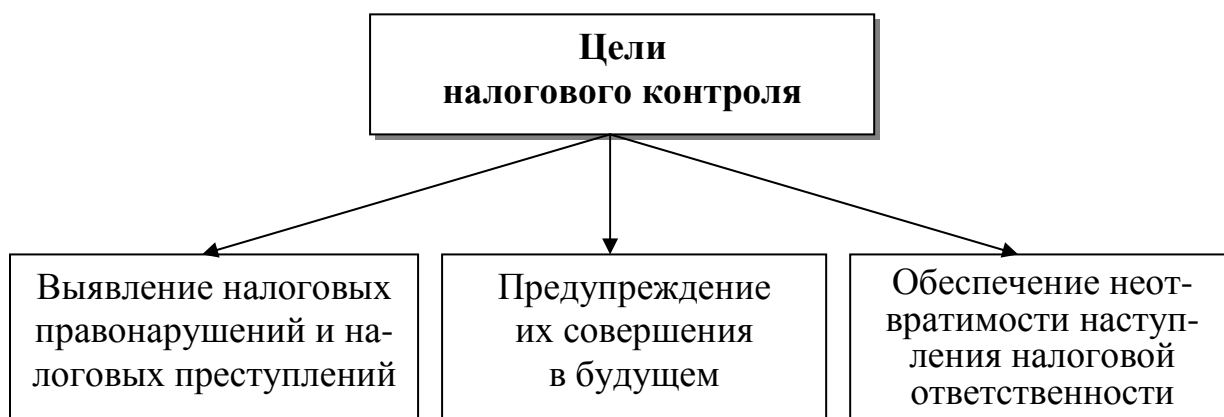 Цели
налогового контроля
Выявление налоговых
правонарушений и на-
логовых преступлений
Предупреждение
их совершения
в будущем
Обеспечение неот-
вратимости наступ-
ления налоговой
ответственности